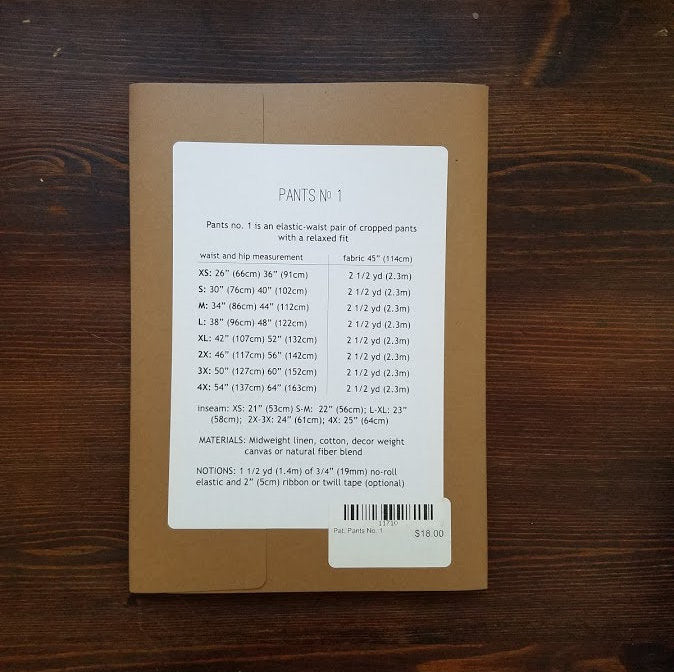 PANTS Nº 1
Pants no. 1 is an elastic-waist pair of cropped pants
with a relaxed fit
waist and hip measurement fabric 45" (114cm)
XS: 26" (66cm) 36" (91cm) 2 1/2 yd (2.3m)
S: 30" (76cm) 40" (102cm) 2 1/2 yd (2.3m)
M: 34" (86cm) 44" (112cm) 2 1/2 yd (2.3m)
L: 38" (96cm) 48" (122cm) 2 1/2 yd (2.3m)
XL: 42" (107cm) 52" (132cm) 2 1/2 yd (2.3m)
2X: 46" (117cm) 56" (142cm) 2 1/2 yd (2.3m)
3X: 50" (127cm) 60" (152cm) 2 1/2 yd (2.3m)
4X: 54" (137cm) 64" (163cm) 2 1/2 yd (2.3m)
inseam: XS: 21" (53cm) S-M: 22" (56cm); L-XL: 23"
(58cm); 2X-3X: 24" (61cm); 4X: 25" (64cm)
MATERIALS: Midweight linen, cotton, decor weight
canvas or natural fiber blend
NOTIONS: 1 1/2 yd (1.4m) of 3/4" (19mm) no-roll
elastic and 2" (5cm) ribbon or twill tape (optional)
11710
Pat. Pants No. 1 $18.00